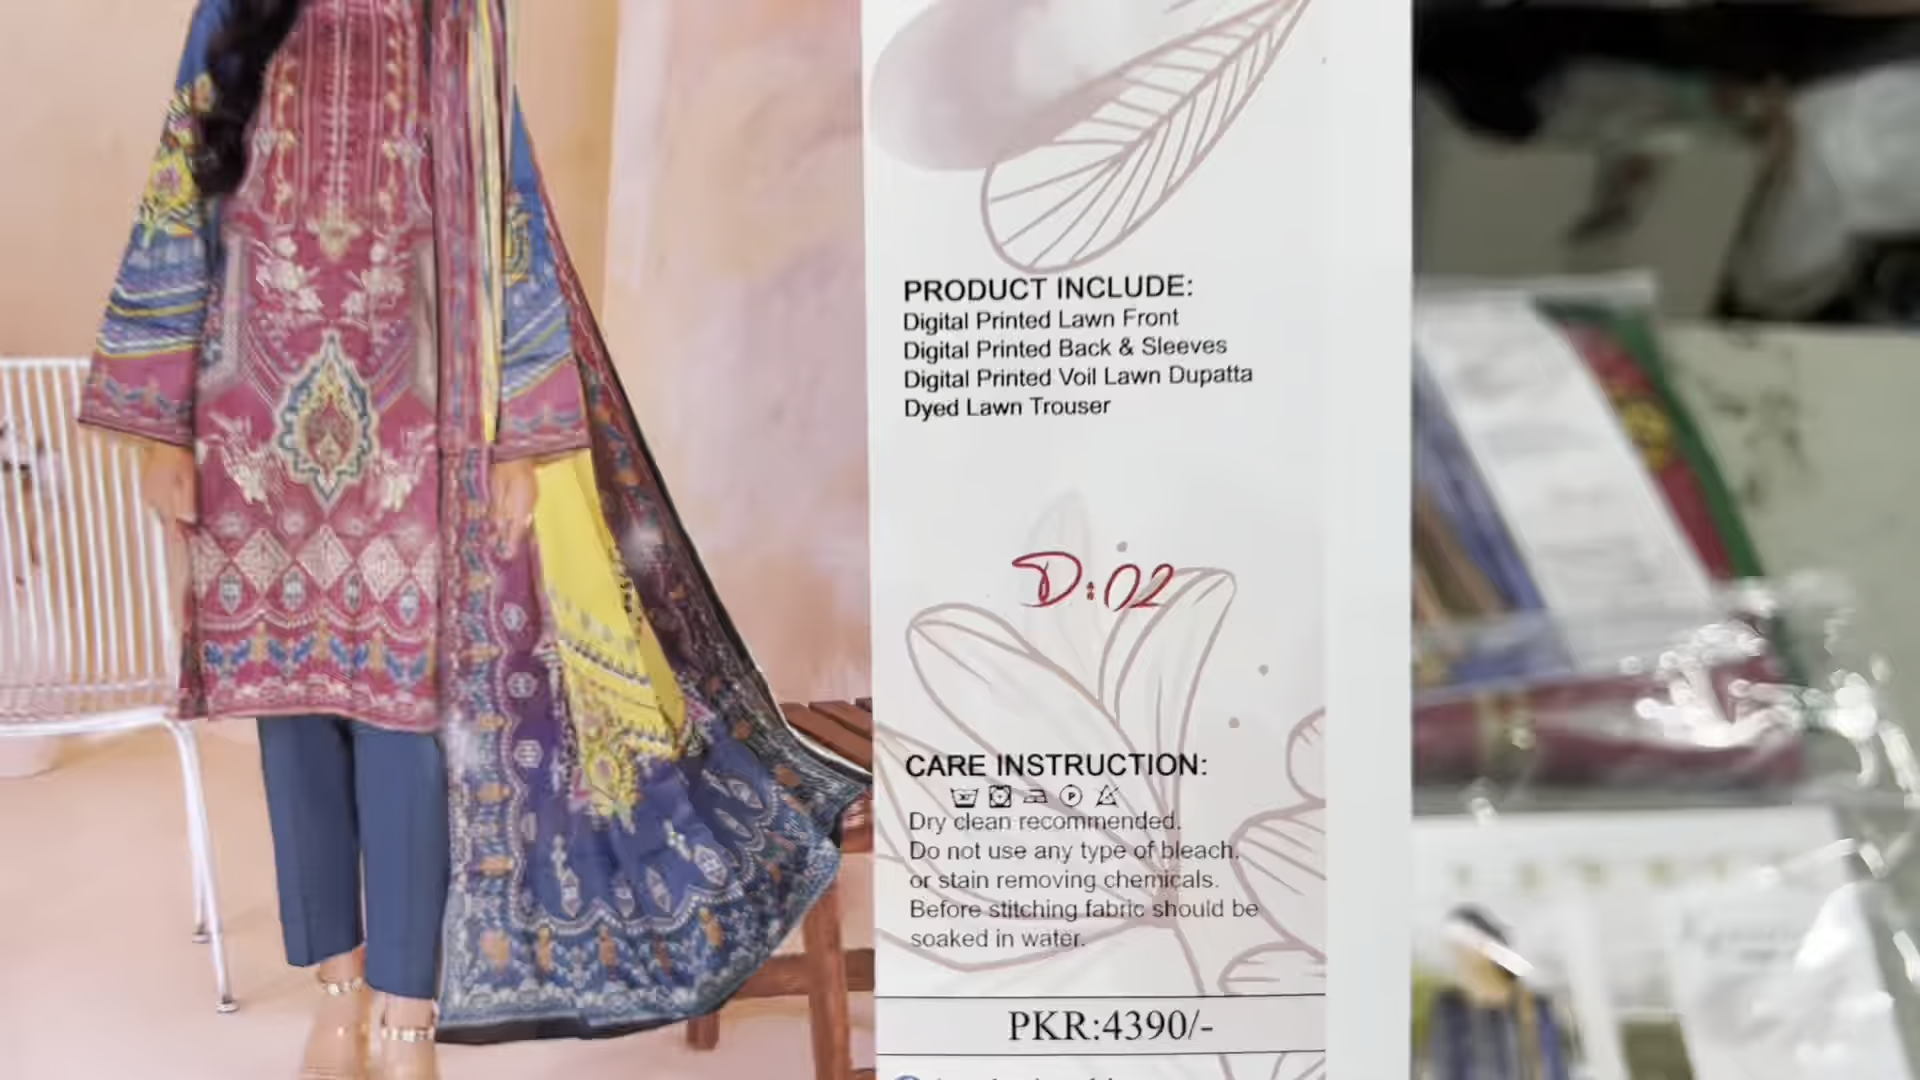 PRODUCT INCLUDE:
Digital Printed Lawn Front
Digital Printed Back & Sleeves
Digital Printed Voil Lawn Dupatta
Dyed Lawn Trouser
D:02
CARE INSTRUCTION:
Dry clean recommended.
Do not use any type of bleach.
or stain removing chemicals.
Before stitching fabric should be
soaked in water.
PKR:4390/-